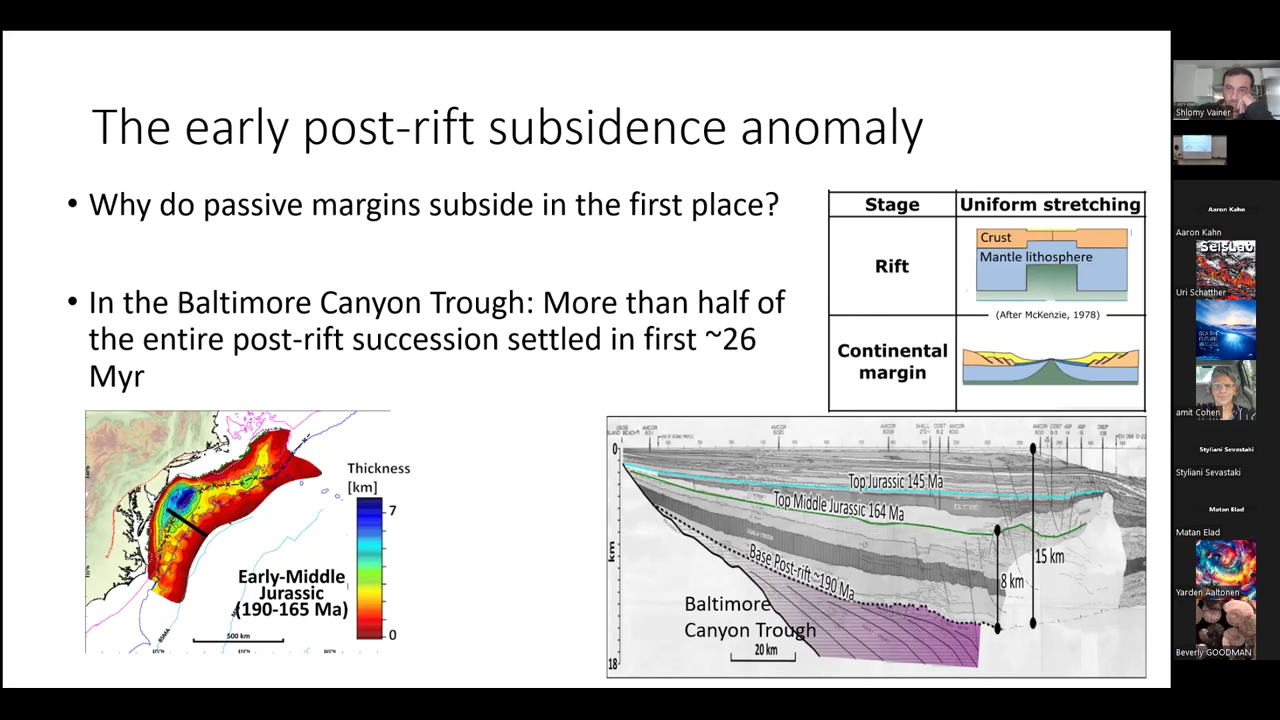 The early post-rift subsidence anomaly
• Why do passive margins subside in the first place?
• In the Baltimore Canyon Trough: More than half of
the entire post-rift succession settled in first ~26
Myr
Stage
Uniform stretching
Rift
Crust
Mantle lithosphere
(After McKenzie, 1978)
Continental
margin
Thickness
[km]
7
0
Early-Middle
Jurassic
(190-165 Ma)
500 km
BSMA
0
km
18
Top Jurassic 145 Ma
Top Middle Jurassic 164 Ma
Base Post-rift ~190 Ma
8 km
15 km
Baltimore
Canyon Trough
20 km
Shlomy Vainer
Aaron Kahn
Aaron Kahn
SeisLab
Uri Schattner
amit Cohen
Styliani Sevastaki
Styliani Sevastaki
Matan Elad
Matan Elad
Yarden Aaltonen
Beverly GOODMAN